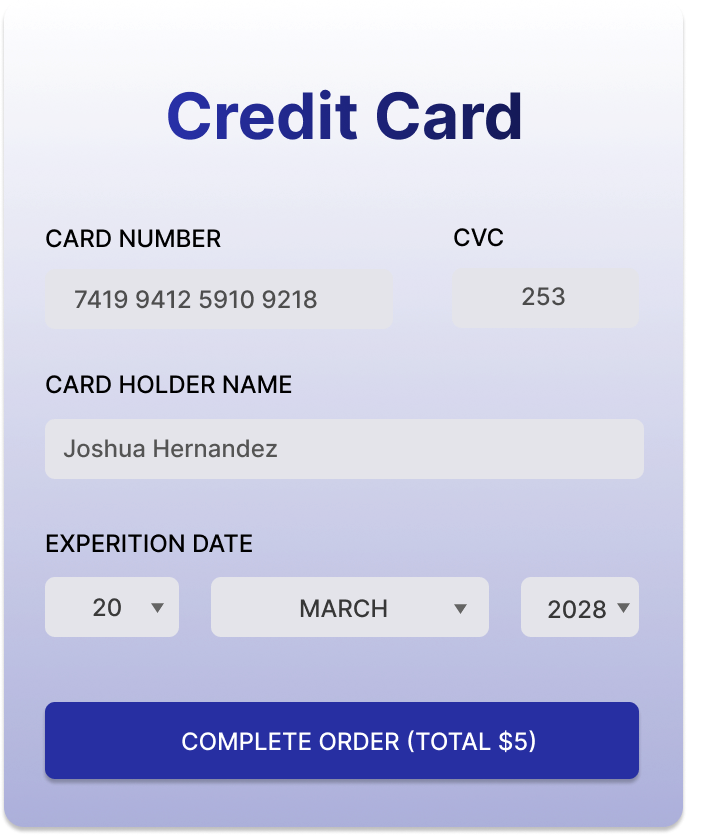 Credit Card
CARD NUMBER
CVC
7419 9412 5910 9218
253
CARD HOLDER NAME
Joshua Hernandez
EXPERITION DATE
20
MARCH
2028
COMPLETE ORDER (TOTAL $5)